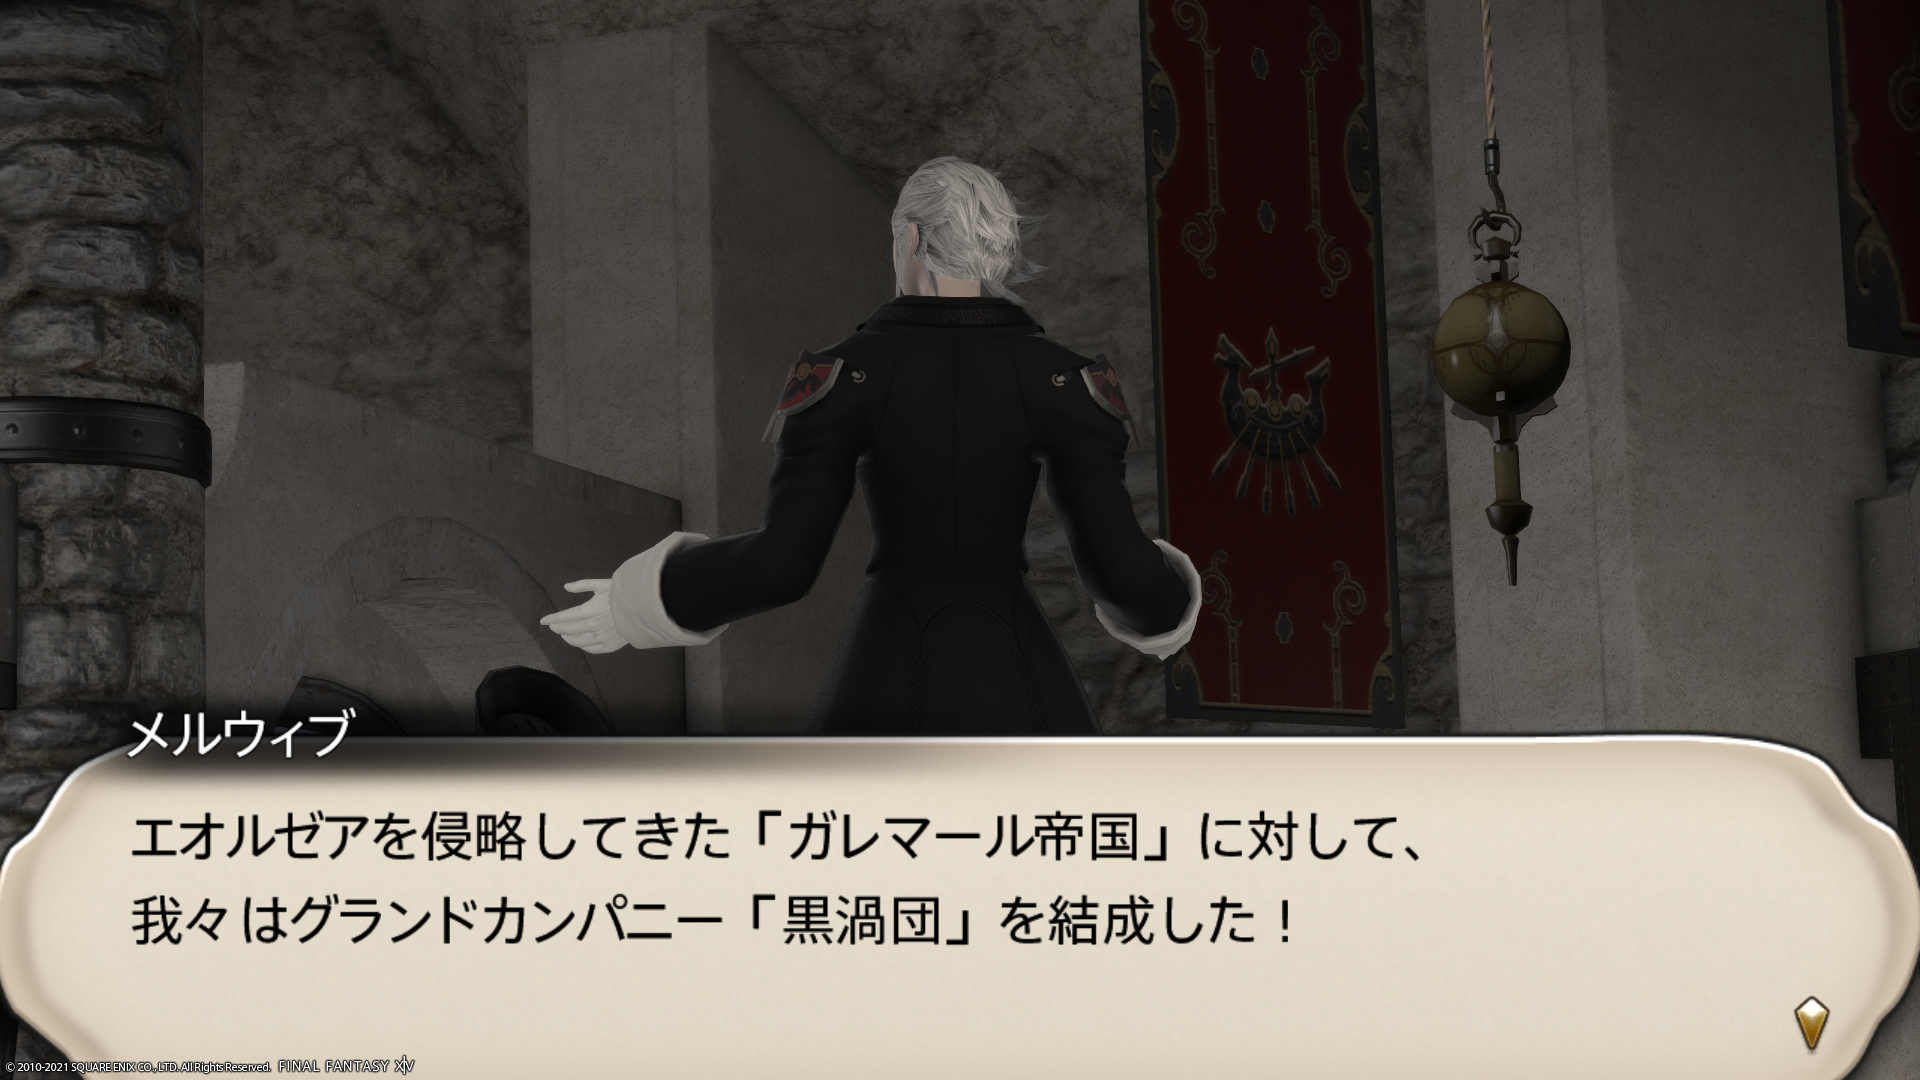 メルウィブ
エオルゼアを侵略してきた「ガレマール帝国」に対して、
我々はグランドカンパニー「黒渦団」を結成した！
© 2010-2021 SQUARE ENIX CO., LTD. All Rights Reserved. FINAL FANTASY XIV